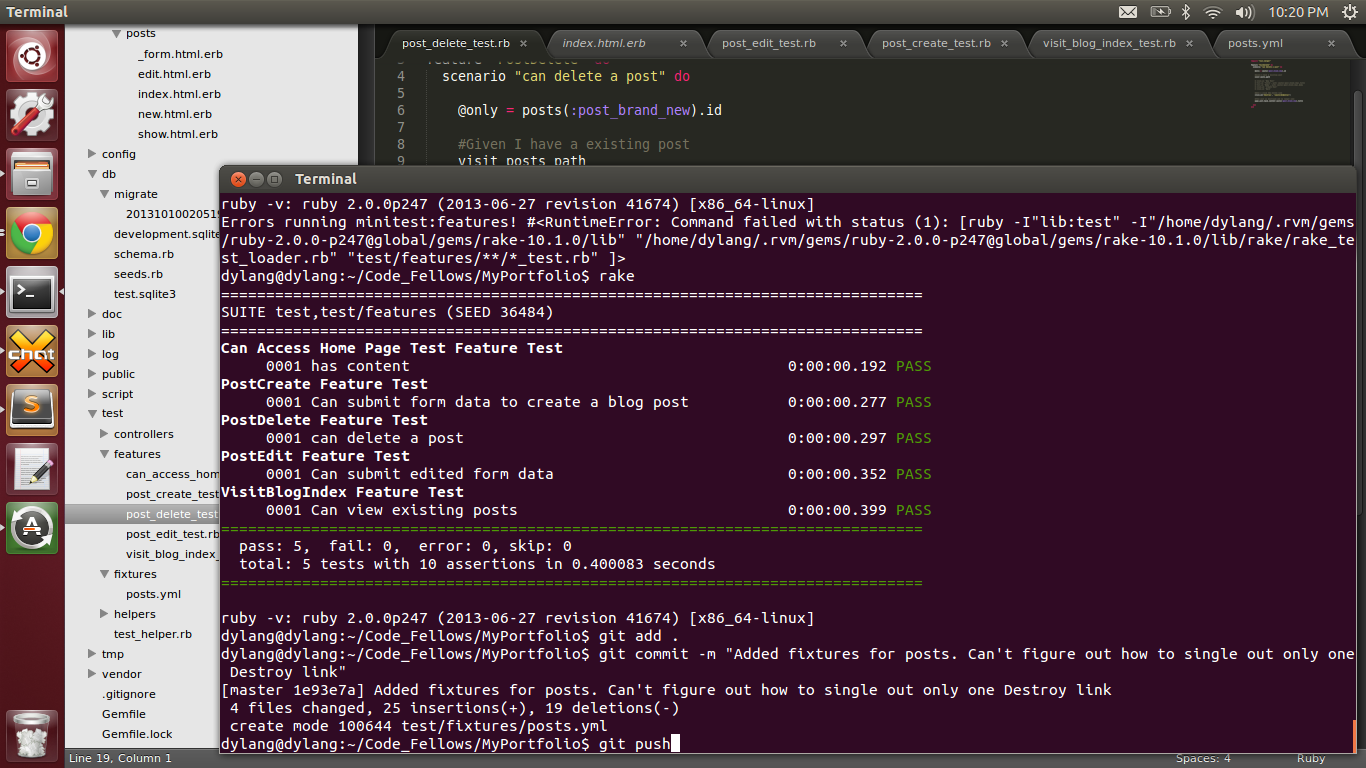 Terminal
10:20 PM
posts
_form.html.erb
edit.html.erb
index.html.erb
new.html.erb
show.html.erb
config
db
migrate
2013101002051
development.sqlite
schema.rb
seeds.rb
test.sqlite3
doc
lib
log
public
script
test
controllers
features
can_access_hom
post_create_test
post_delete_test
post_edit_test.rb
visit_blog_index_
fixtures
posts.yml
helpers
test_helper.rb
tmp
vendor
.gitignore
Gemfile
Gemfile.lock
post_delete_test.rb × index.html.erb × post_edit_test.rb × post_create_test.rb × visit_blog_index_test.rb × posts.yml ×
3 feature "PostDelete" do
4 scenario "can delete a post" do
5
6 @only = posts(:post_brand_new).id
7
8 #Given I have a existing post
9 visit posts_path
Terminal
ruby -v: ruby 2.0.0p247 (2013-06-27 revision 41674) [x86_64-linux]
Errors running minitest:features! #<RuntimeError: Command failed with status (1): [ruby -I"lib:test" -I"/home/dylang/.rvm/gems
/ruby-2.0.0-p247@global/gems/rake-10.1.0/lib" "/home/dylang/.rvm/gems/ruby-2.0.0-p247@global/gems/rake-10.1.0/lib/rake/rake_te
st_loader.rb" "test/features/**/*_test.rb" ]>
dylang@dylang:~/Code_Fellows/MyPortfolio$ rake
==============================================================================
SUITE test,test/features (SEED 36484)
==============================================================================
Can Access Home Page Test Feature Test
0001 has content 0:00:00.192 PASS
PostCreate Feature Test
0001 Can submit form data to create a blog post 0:00:00.277 PASS
PostDelete Feature Test
0001 can delete a post 0:00:00.297 PASS
PostEdit Feature Test
0001 Can submit edited form data 0:00:00.352 PASS
VisitBlogIndex Feature Test
0001 Can view existing posts 0:00:00.399 PASS
==============================================================================
pass: 5, fail: 0, error: 0, skip: 0
total: 5 tests with 10 assertions in 0.400083 seconds
==============================================================================
ruby -v: ruby 2.0.0p247 (2013-06-27 revision 41674) [x86_64-linux]
dylang@dylang:~/Code_Fellows/MyPortfolio$ git add .
dylang@dylang:~/Code_Fellows/MyPortfolio$ git commit -m "Added fixtures for posts. Can't figure out how to single out only one
Destroy link"
[master 1e93e7a] Added fixtures for posts. Can't figure out how to single out only one Destroy link
4 files changed, 25 insertions(+), 19 deletions(-)
create mode 100644 test/fixtures/posts.yml
dylang@dylang:~/Code_Fellows/MyPortfolio$ git push
Line 19, Column 1
Spaces: 4
Ruby
chat
S
A